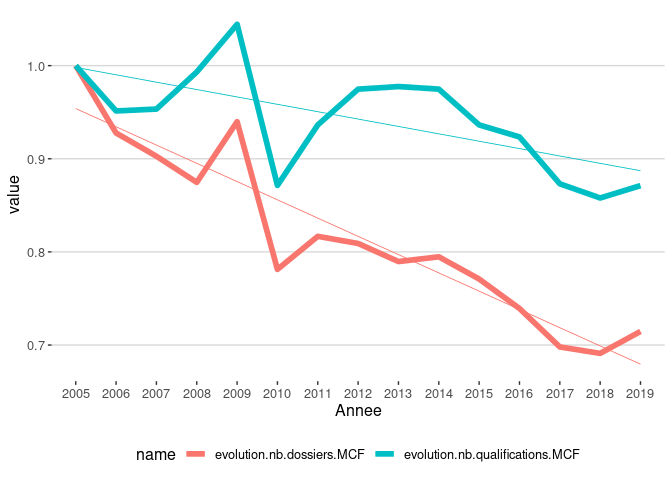 value
1.0
0.9
0.8
0.7
2005 2006 2007 2008 2009 2010 2011 2012 2013 2014 2015 2016 2017 2018 2019
Annee
name evolution.nb.dossiers.MCF evolution.nb.qualifications.MCF